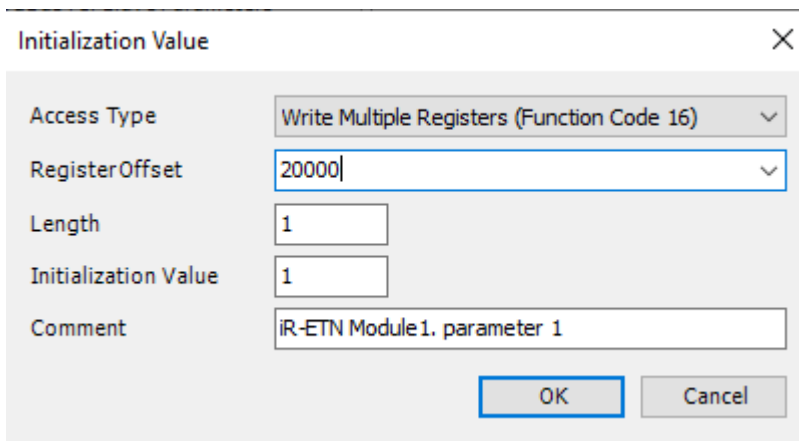 Initialization Value
Access Type Write Multiple Registers (Function Code 16)
RegisterOffset 20000
Length 1
Initialization Value 1
Comment iR-ETN Module1. parameter 1
OK Cancel